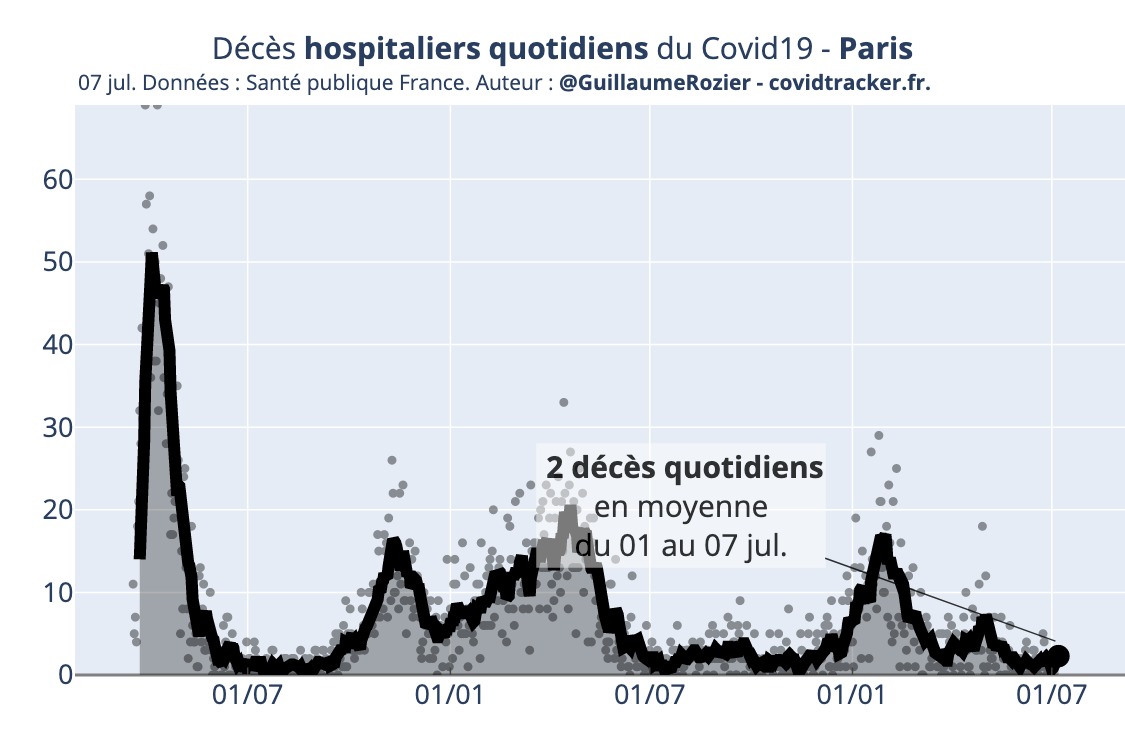 Décès hospitaliers quotidiens du Covid19 - Paris
07 jul. Données : Santé publique France. Auteur : @GuillaumeRozier - covidtracker.fr.
60
50
40
30
20
10
0
2 décès quotidiens
en moyenne
du 01 au 07 jul.
01/07 01/01 01/07 01/01 01/07